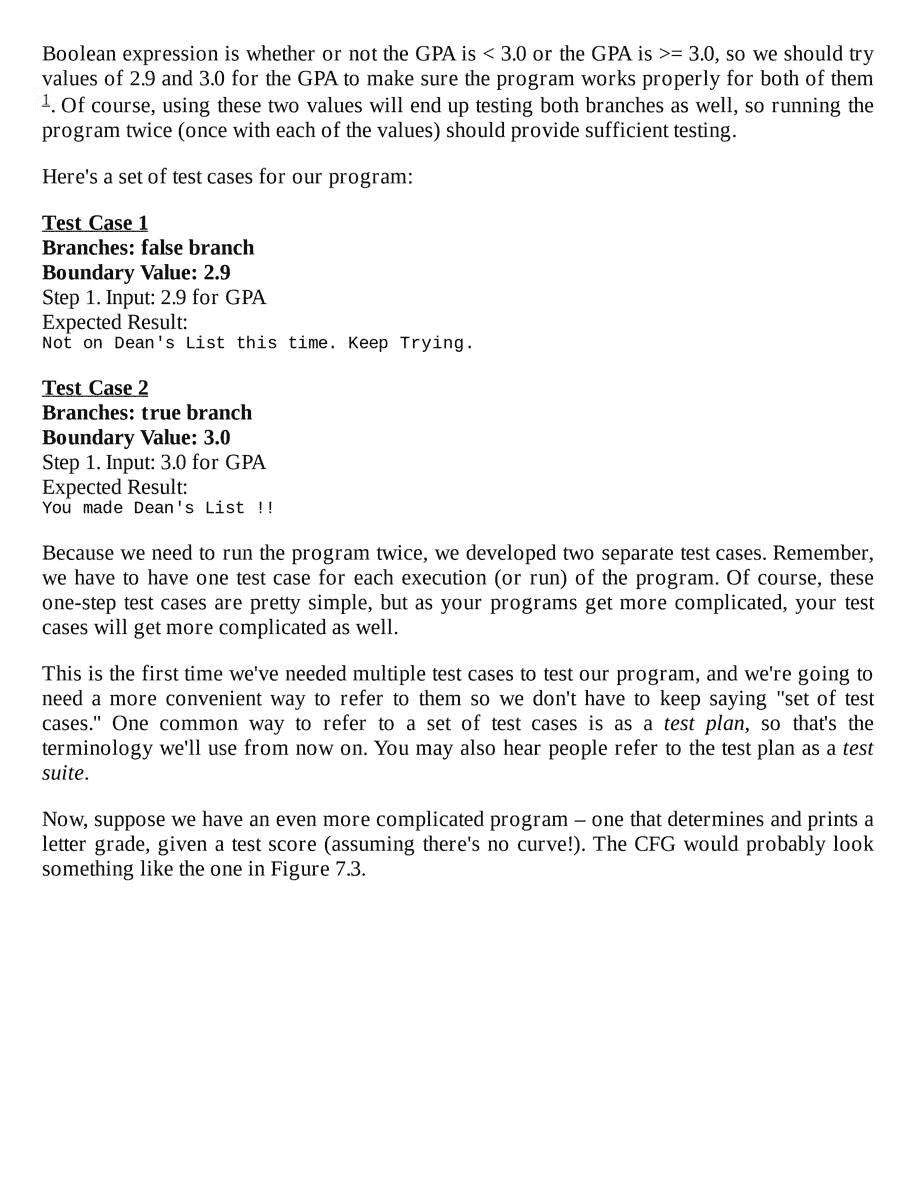 Boolean expression is whether or not the GPA is < 3.0 or the GPA is >= 3.0, so we should try
values of 2.9 and 3.0 for the GPA to make sure the program works properly for both of them
1. Of course, using these two values will end up testing both branches as well, so running the
program twice (once with each of the values) should provide sufficient testing.
Here's a set of test cases for our program:
Test Case 1
Branches: false branch
Boundary Value: 2.9
Step 1. Input: 2.9 for GPA
Expected Result:
Not on Dean's List this time. Keep Trying.
Test Case 2
Branches: true branch
Boundary Value: 3.0
Step 1. Input: 3.0 for GPA
Expected Result:
You made Dean's List !!
Because we need to run the program twice, we developed two separate test cases. Remember,
we have to have one test case for each execution (or run) of the program. Of course, these
one-step test cases are pretty simple, but as your programs get more complicated, your test
cases will get more complicated as well.
This is the first time we've needed multiple test cases to test our program, and we're going to
need a more convenient way to refer to them so we don't have to keep saying "set of test
cases." One common way to refer to a set of test cases is as a test plan, so that's the
terminology we'll use from now on. You may also hear people refer to the test plan as a test
suite.
Now, suppose we have an even more complicated program – one that determines and prints a
letter grade, given a test score (assuming there's no curve!). The CFG would probably look
something like the one in Figure 7.3.